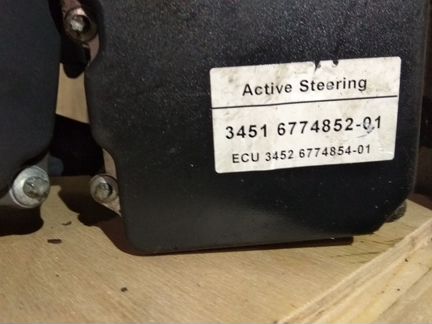 Active Steering
3451 6774852-01
ECU 3452 6774854-01